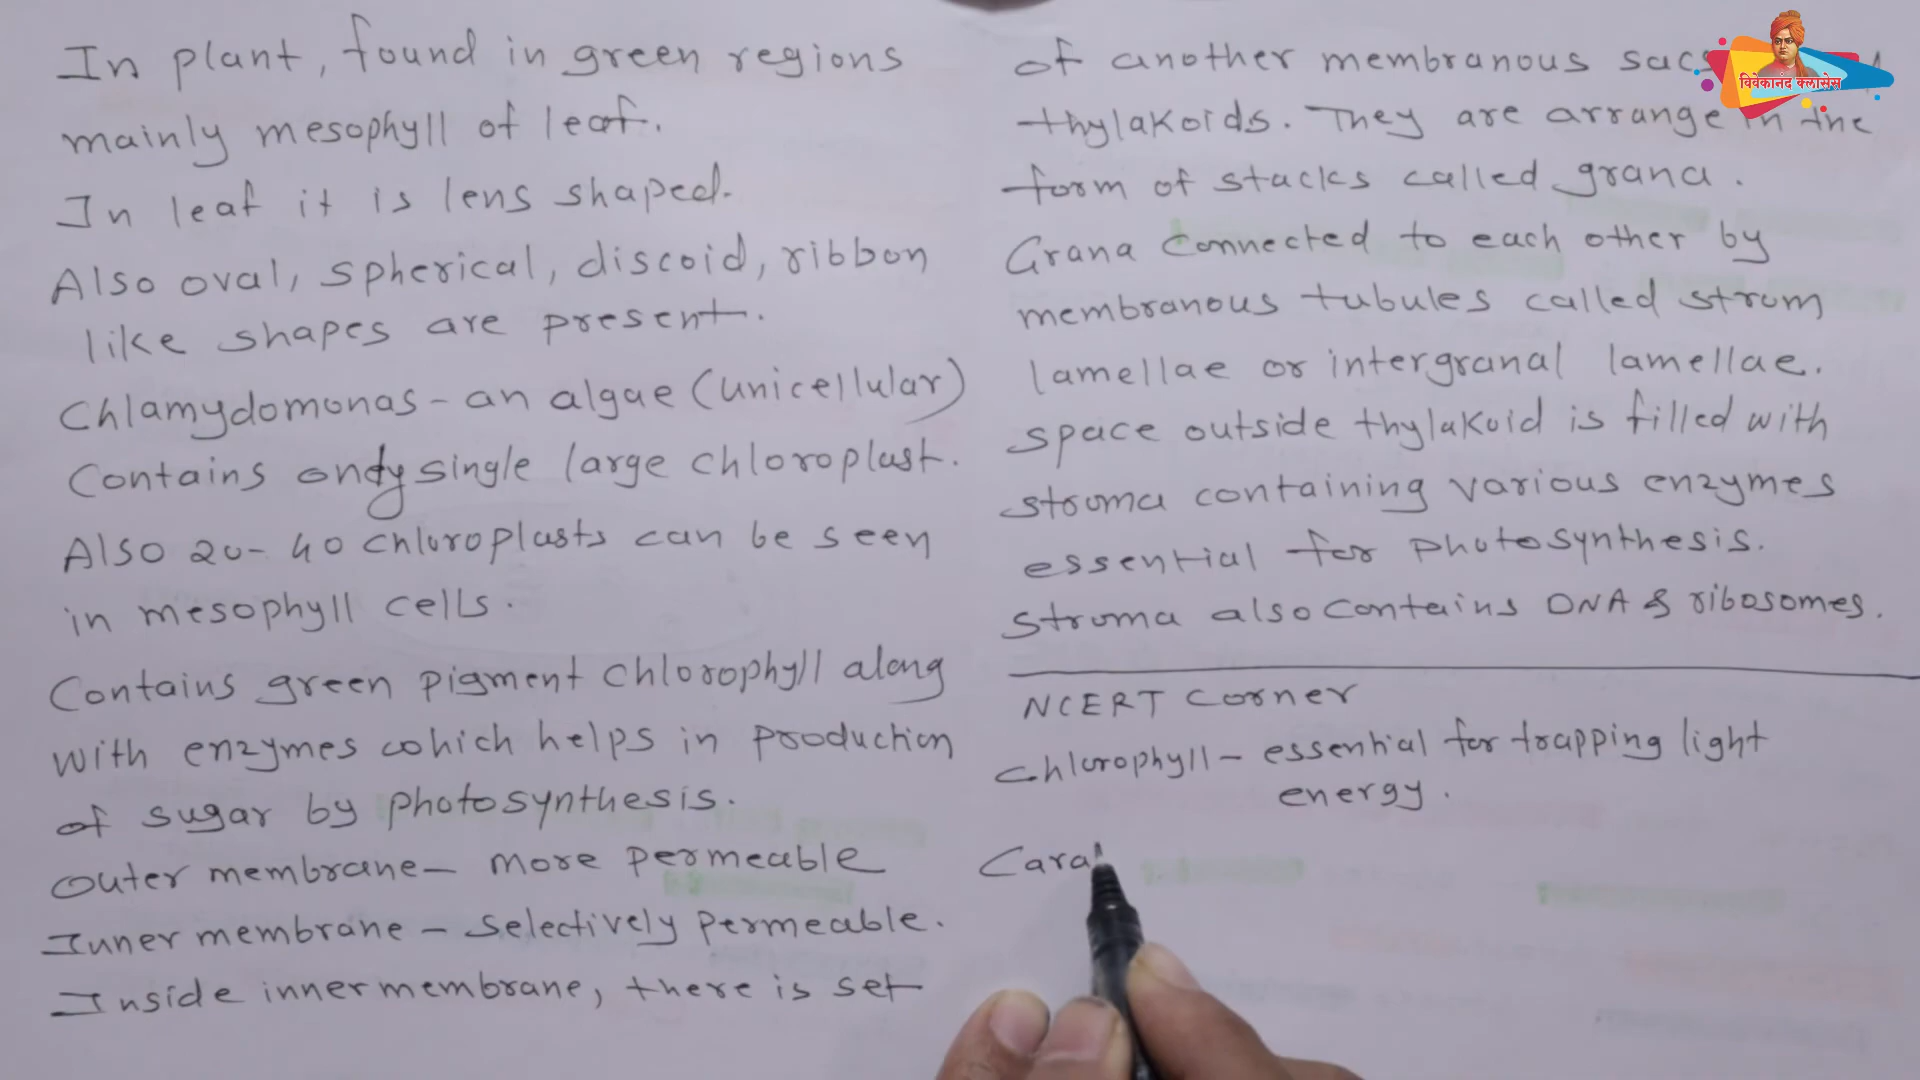 In plant, found in green regions
mainly mesophyll of leaf.
In leaf it is lens shaped.
Also oval, spherical, discoid, ribbon
like shapes are present.
Chlamydomonas - an algae (unicellular)
Contains only single large chloroplast.
Also 20-40 chloroplasts can be seen
in mesophyll cells.
Contains green pigment chlorophyll along
with enzymes which helps in production
of sugar by photosynthesis.
Outer membrane - more permeable
Inner membrane - selectively permeable.
Inside inner membrane, there is set
of another membranous sacs
thylakoids. They are arrange in the
form of stacks called grana.
Grana connected to each other by
membranous tubules called strom
lamellae or intergranal lamellae.
space outside thylakoid is filled with
stroma containing various enzymes
essential for photosynthesis.
stroma also contains DNA & ribosomes.
NCERT Corner
Chlorophyll - essential for trapping light
energy.
Cara
विवेकानंद क्लासेस